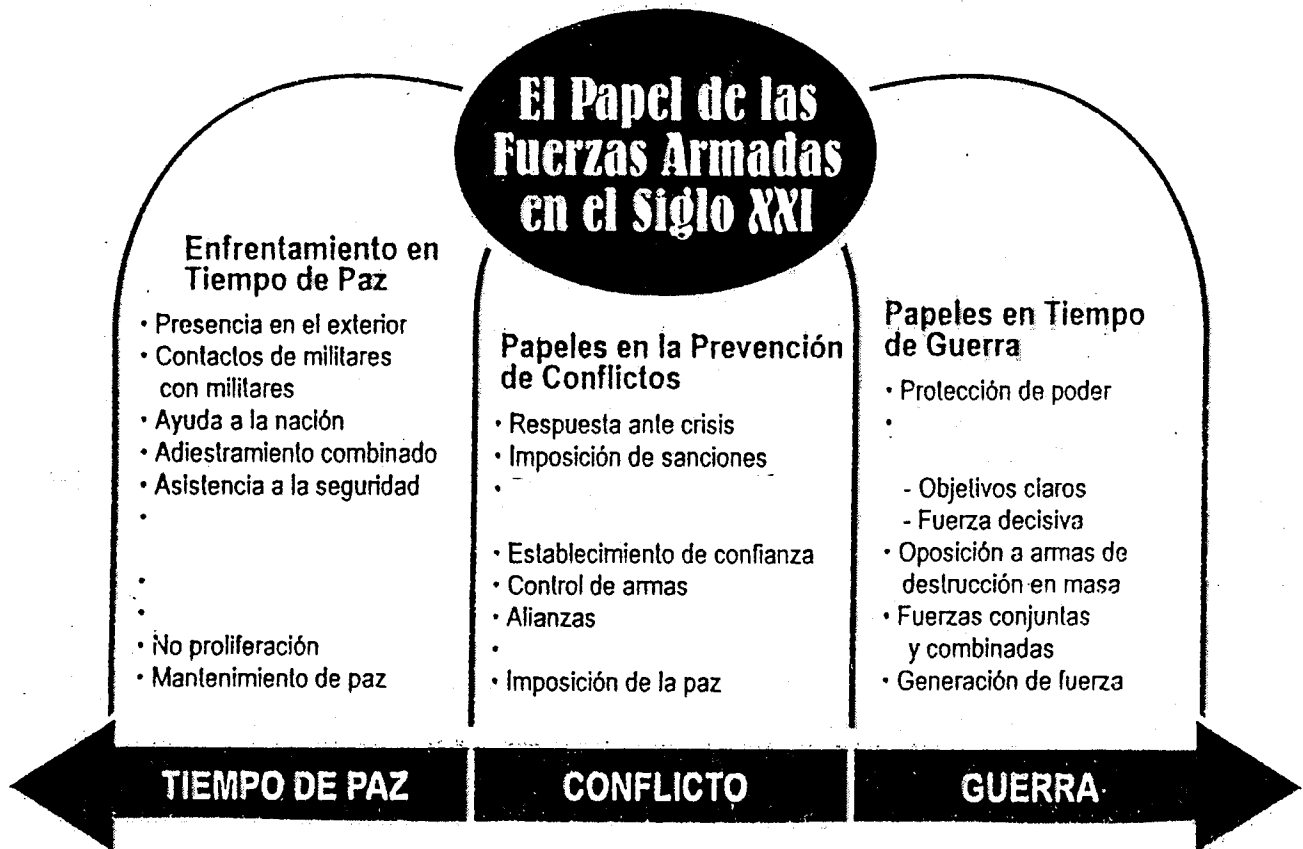 El Papel de las
Fuerzas Armadas
en el Siglo XXI
Enfrentamiento en
Tiempo de Paz
• Presencia en el exterior
• Contactos de militares
con militares
• Ayuda a la nación
• Adiestramiento combinado
• Asistencia a la seguridad
•
•
•
• No proliferación
• Mantenimiento de paz
Papeles en la Prevención
de Conflictos
• Respuesta ante crisis
• Imposición de sanciones
•
• Establecimiento de confianza
• Control de armas
• Alianzas
•
• Imposición de la paz
Papeles en Tiempo
de Guerra
• Protección de poder
•
- Objetivos claros
- Fuerza decisiva
• Oposición a armas de
destrucción en masa
• Fuerzas conjuntas
y combinadas
• Generación de fuerza
TIEMPO DE PAZ
CONFLICTO
GUERRA